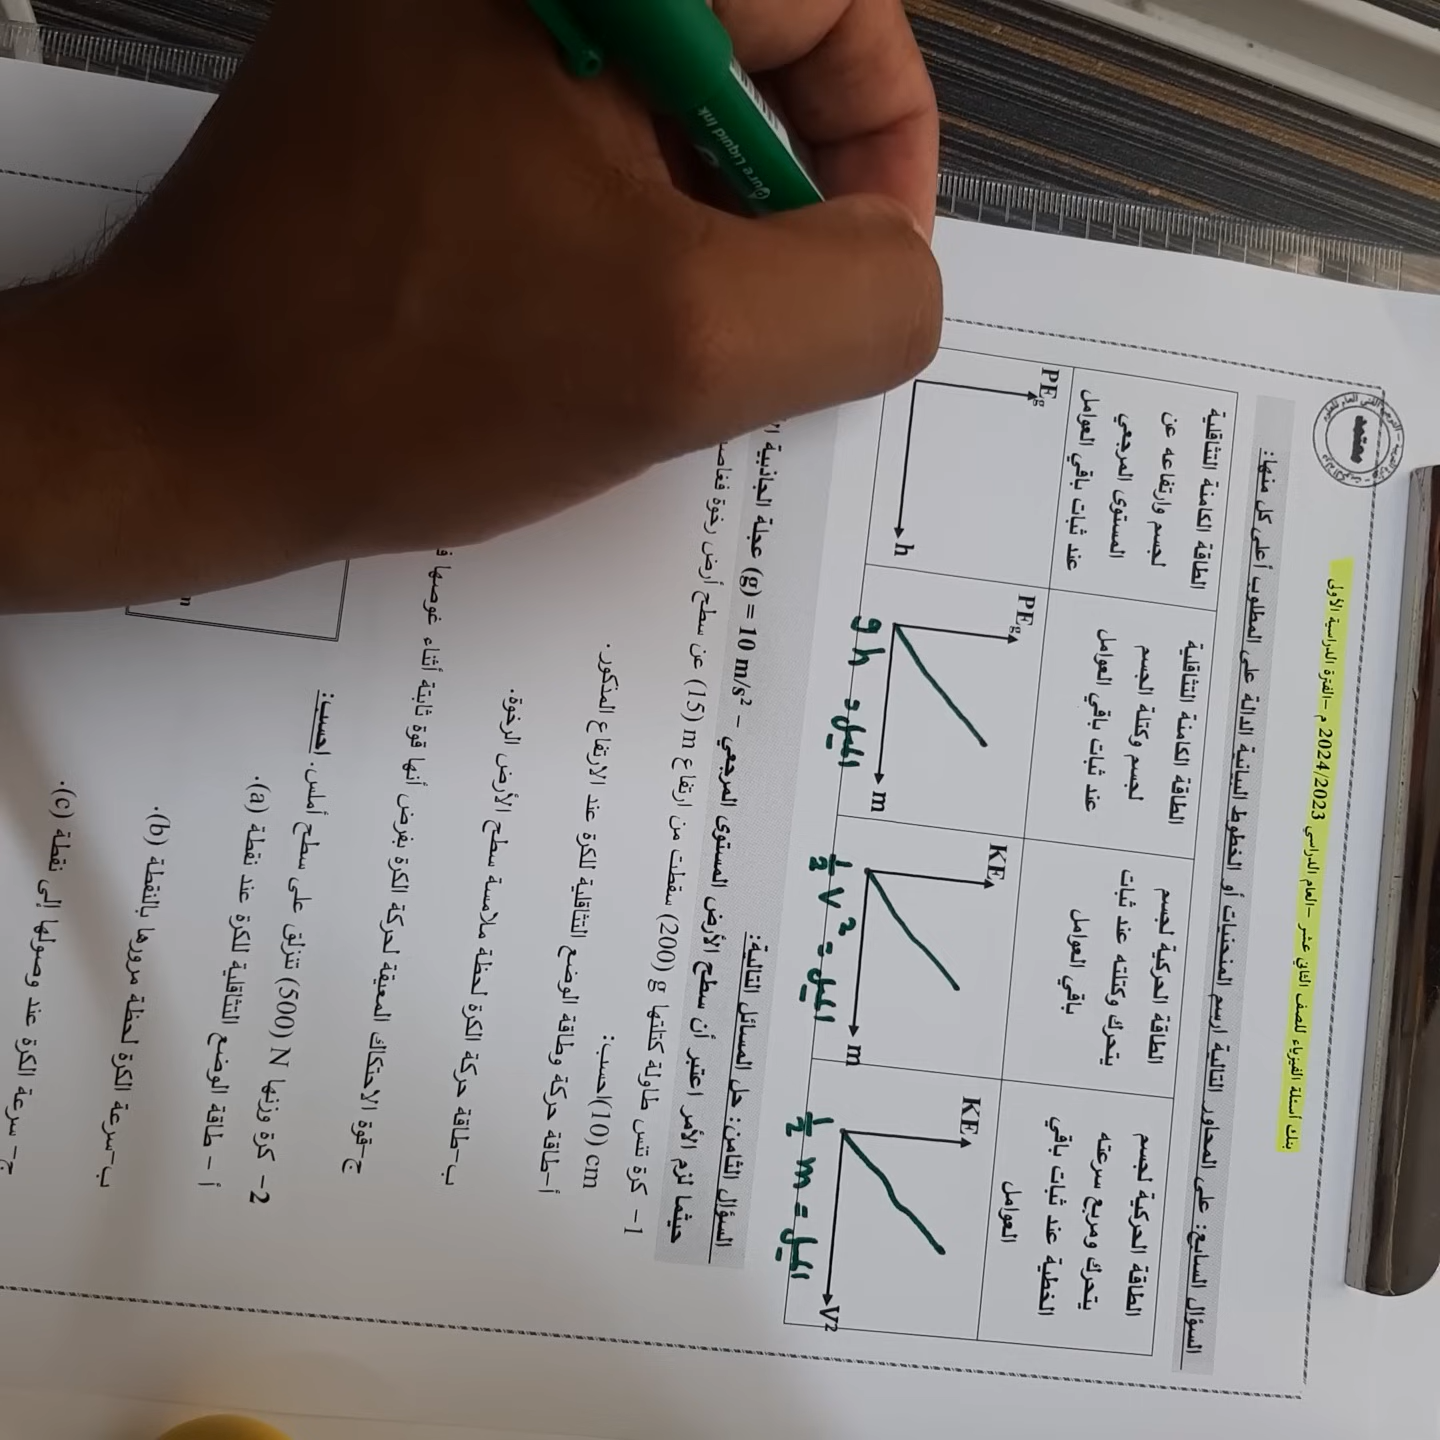 بنك أسئلة الفيزياء للصف الثاني عشر – العام الدراسي 2024/2023 م – الفترة الدراسية الأولى
السؤال السابع: على المحاور التالية ارسم المنحنيات أو الخطوط البيانية الدالة على المطلوب أعلى كل منها:
الطاقة الحركية لجسم
يتحرك ومربع سرعته
الخطية عند ثبات باقي
العوامل
الطاقة الحركية لجسم
يتحرك وكتلته عند ثبات
باقي العوامل
الطاقة الكامنة التثاقلية
لجسم وكتلة الجسم
عند ثبات باقي العوامل
الطاقة الكامنة التثاقلية
لجسم وارتفاعه عن
المستوى المرجعي
عند ثبات باقي العوامل
KE
V²
الميل = ½ m
KE
m
الميل = ½ V²
PEg
m
الميل = g h
PEg
h
السؤال الثامن: حل المسائل التالية:
حيثما لزم الأمر اعتبر أن سطح الأرض المستوى المرجعي – عجلة الجاذبية (g) = 10 m/s²
1– كرة تنس طاولة كتلتها g (200) سقطت من ارتفاع m (15) عن سطح أرض رخوة فغاصت
cm (10) احسب:
أ–طاقة حركة وطاقة الوضع التثاقلية للكرة عند الارتفاع المذكور.
ب–طاقة حركة الكرة لحظة ملامسة سطح الأرض الرخوة.
ج–قوة الاحتكاك المعيقة لحركة الكرة بفرض أنها قوة ثابتة أثناء غوصها
2– كرة وزنها N (500) تنزلق على سطح أملس. احسب:
أ – طاقة الوضع التثاقلية للكرة عند نقطة (a).
ب–سرعة الكرة لحظة مرورها بالنقطة (b).
ج– سرعة الكرة عند وصولها إلى نقطة (c).
Pure Liquid Ink